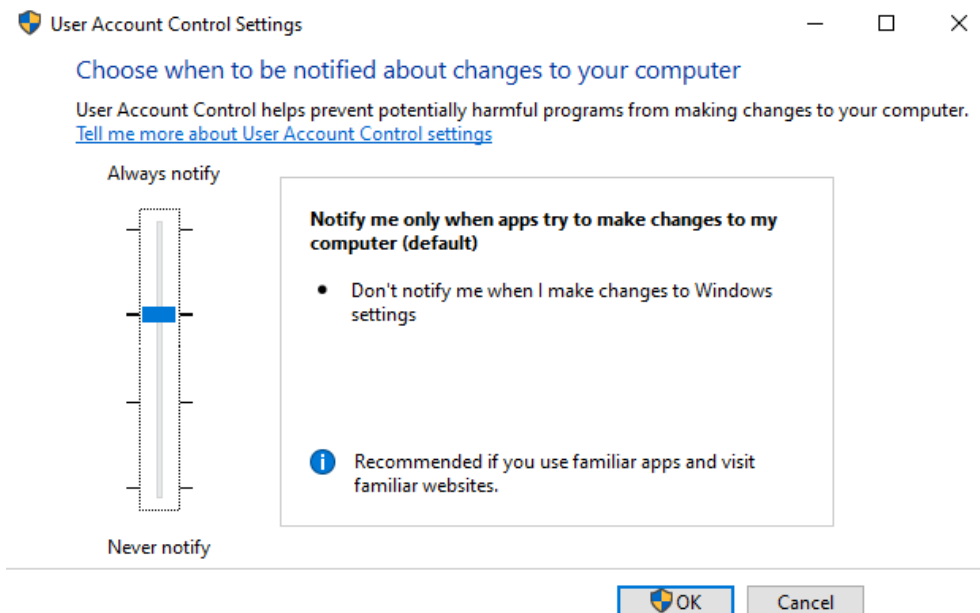 User Account Control Settings
Choose when to be notified about changes to your computer
User Account Control helps prevent potentially harmful programs from making changes to your computer.
Tell me more about User Account Control settings
Always notify
Notify me only when apps try to make changes to my
computer (default)
• Don't notify me when I make changes to Windows
settings
Recommended if you use familiar apps and visit
familiar websites.
Never notify
OK
Cancel